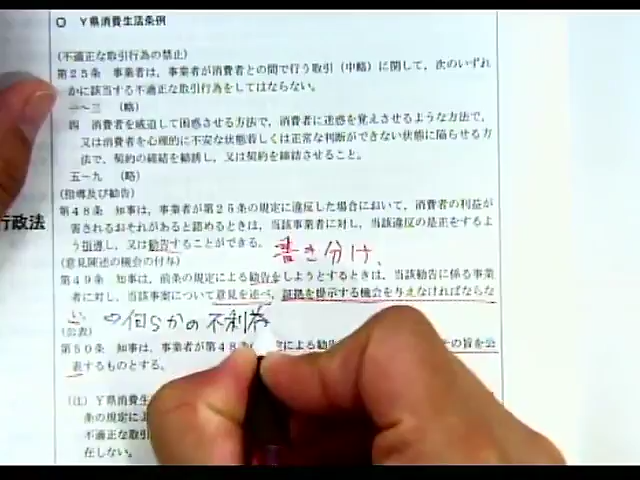 ○ Y県消費生活条例
(不適正な取引行為の禁止)
第25条 事業者は、事業者が消費者との間で行う取引(中略)に関して、次のいずれ
かに該当する不適正な取引行為をしてはならない。
一~三 (略)
四 消費者を威迫して困惑させる方法で、消費者に迷惑を覚えさせるような方法で、
又は消費者を心理的に不安な状態若しくは正常な判断ができない状態に陥らせる方
法で、契約の締結を勧誘し、又は契約を締結させること。
五~九 (略)
(指導及び勧告)
第48条 知事は、事業者が第25条の規定に違反した場合において、消費者の利益が
害されるおそれがあると認めるときは、当該事業者に対し、当該違反の是正をするよ
う指導し、又は勧告することができる。
書き分け、
(意見陳述の機会の付与)
第49条 知事は、前条の規定による勧告をしようとするときは、当該勧告に係る事業
者に対し、当該事案について意見を述べ、証拠を提示する機会を与えなければならな
い。
何らかの不利
(公表)
第50条 知事は、事業者が第48
による勧
の旨を公
表するものとする。
行政法
(注) Y県消費生
条の規定によ
不適正な取引
在しない。